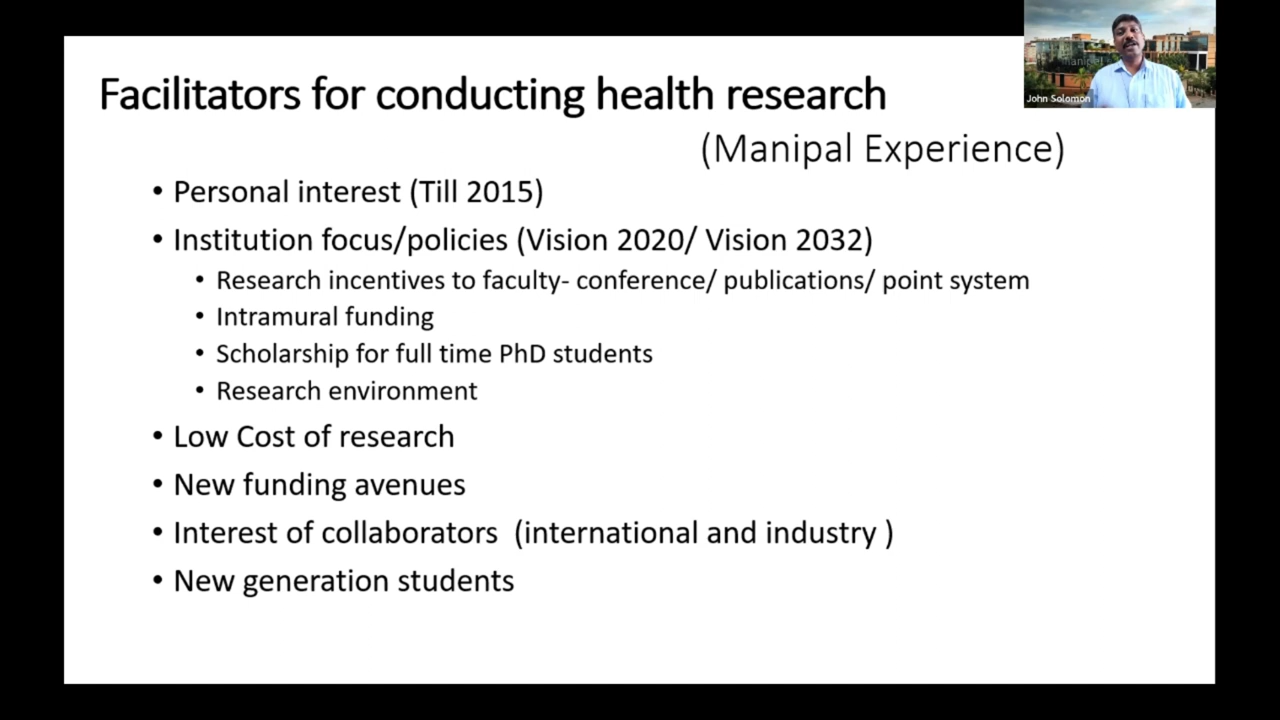 Facilitators for conducting health research
(Manipal Experience)
• Personal interest (Till 2015)
• Institution focus/policies (Vision 2020/ Vision 2032)
• Research incentives to faculty- conference/ publications/ point system
• Intramural funding
• Scholarship for full time PhD students
• Research environment
• Low Cost of research
• New funding avenues
• Interest of collaborators (international and industry )
• New generation students
manipal
John Solomon